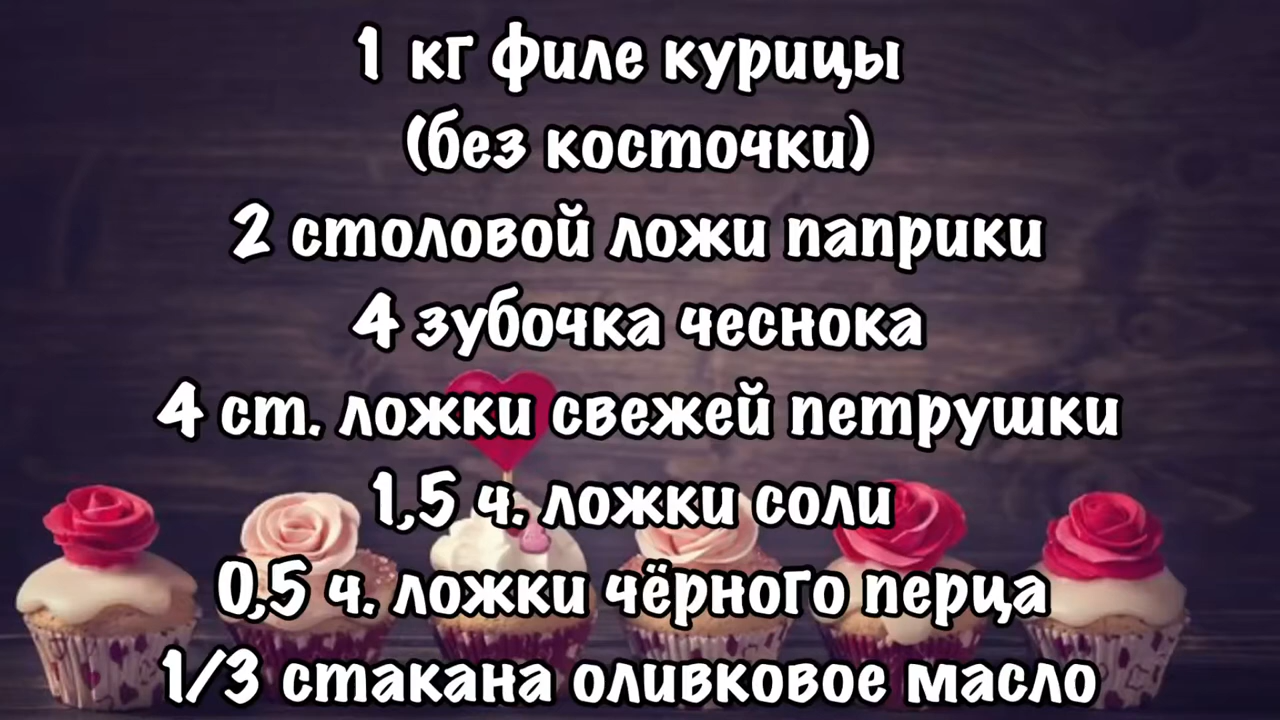 1 кг филе курицы
(без косточки)
2 столовой ложи паприки
4 зубочка чеснока
4 ст. ложки свежей петрушки
1,5 ч. ложки соли
0,5 ч. ложки чёрного перца
1/3 стакана оливковое масло